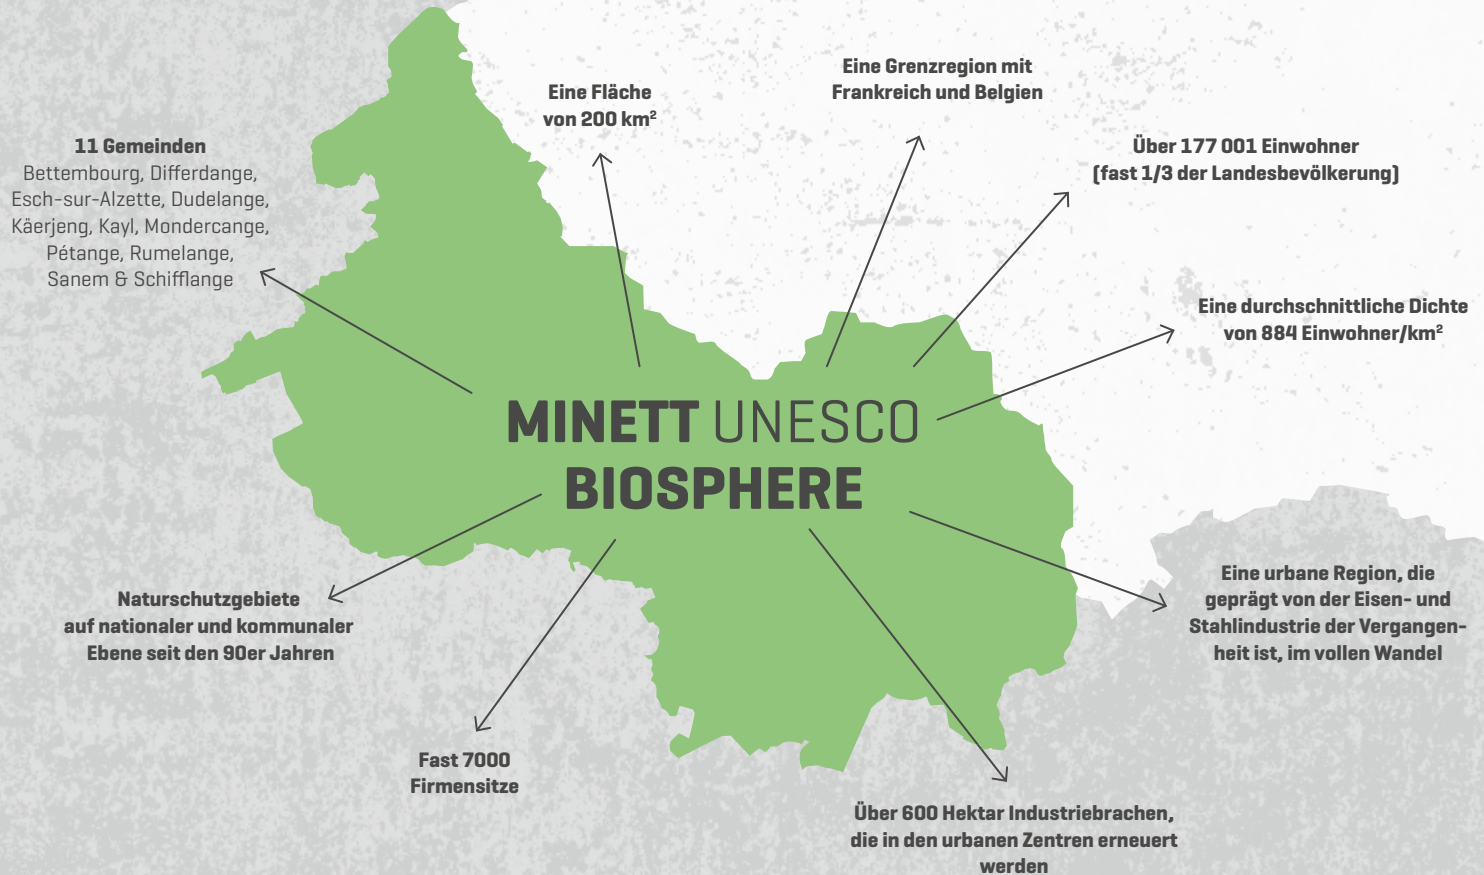 Eine Fläche
von 200 km²
Eine Grenzregion mit
Frankreich und Belgien
11 Gemeinden
Bettembourg, Differdange,
Esch-sur-Alzette, Dudelange,
Käerjeng, Kayl, Mondercange,
Pétange, Rumelange,
Sanem & Schifflange
Über 177 001 Einwohner
(fast 1/3 der Landesbevölkerung)
Eine durchschnittliche Dichte
von 884 Einwohner/km²
MINETT UNESCO
BIOSPHERE
Naturschutzgebiete
auf nationaler und kommunaler
Ebene seit den 90er Jahren
Eine urbane Region, die
geprägt von der Eisen- und
Stahlindustrie der Vergangen-
heit ist, im vollen Wandel
Fast 7000
Firmensitze
Über 600 Hektar Industriebrachen,
die in den urbanen Zentren erneuert
werden